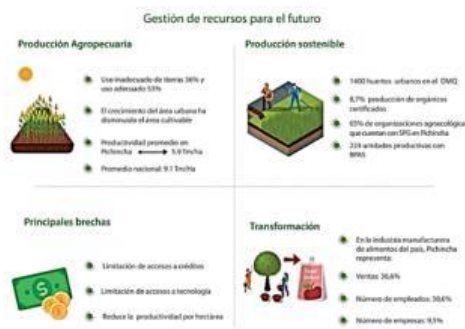 Gestión de recursos para el futuro
Producción Agropecuaria
Uso inadecuado de tierras 36% y
uso adecuado 53%
El crecimiento del área urbana ha
disminuido el área cultivable
Productividad promedio en
Pichincha 5.9 Tm/ha
Promedio nacional: 9.1 Tm/ha
Producción sostenible
1400 huertos urbanos en el DMQ
8,7% producción de orgánicos
certificados
65% de organizaciones agroecológicas
que cuentan con SPG en Pichincha
224 unidades productivas con
BPAS
Principales brechas
Limitación de accesos a créditos
Limitación de accesos a tecnología
Reduce la productividad por hectárea
Transformación
En la industria manufacturera
de alimentos del país, Pichincha
representa:
Ventas 36,6%
Número de empleados: 30,6%
Número de empresas: 9,5%